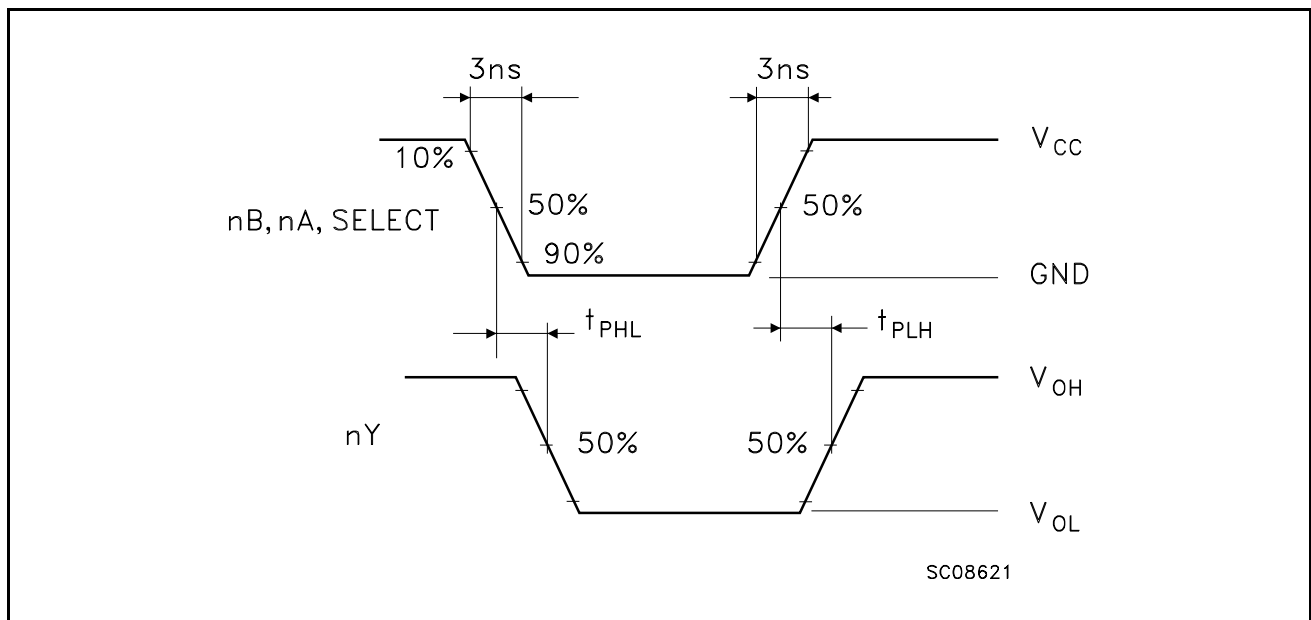 3ns 3ns
V_CC
10%
50% 50%
nB, nA, SELECT
90%
GND
t_PHL t_PLH
V_OH
nY
50% 50%
V_OL
SC08621